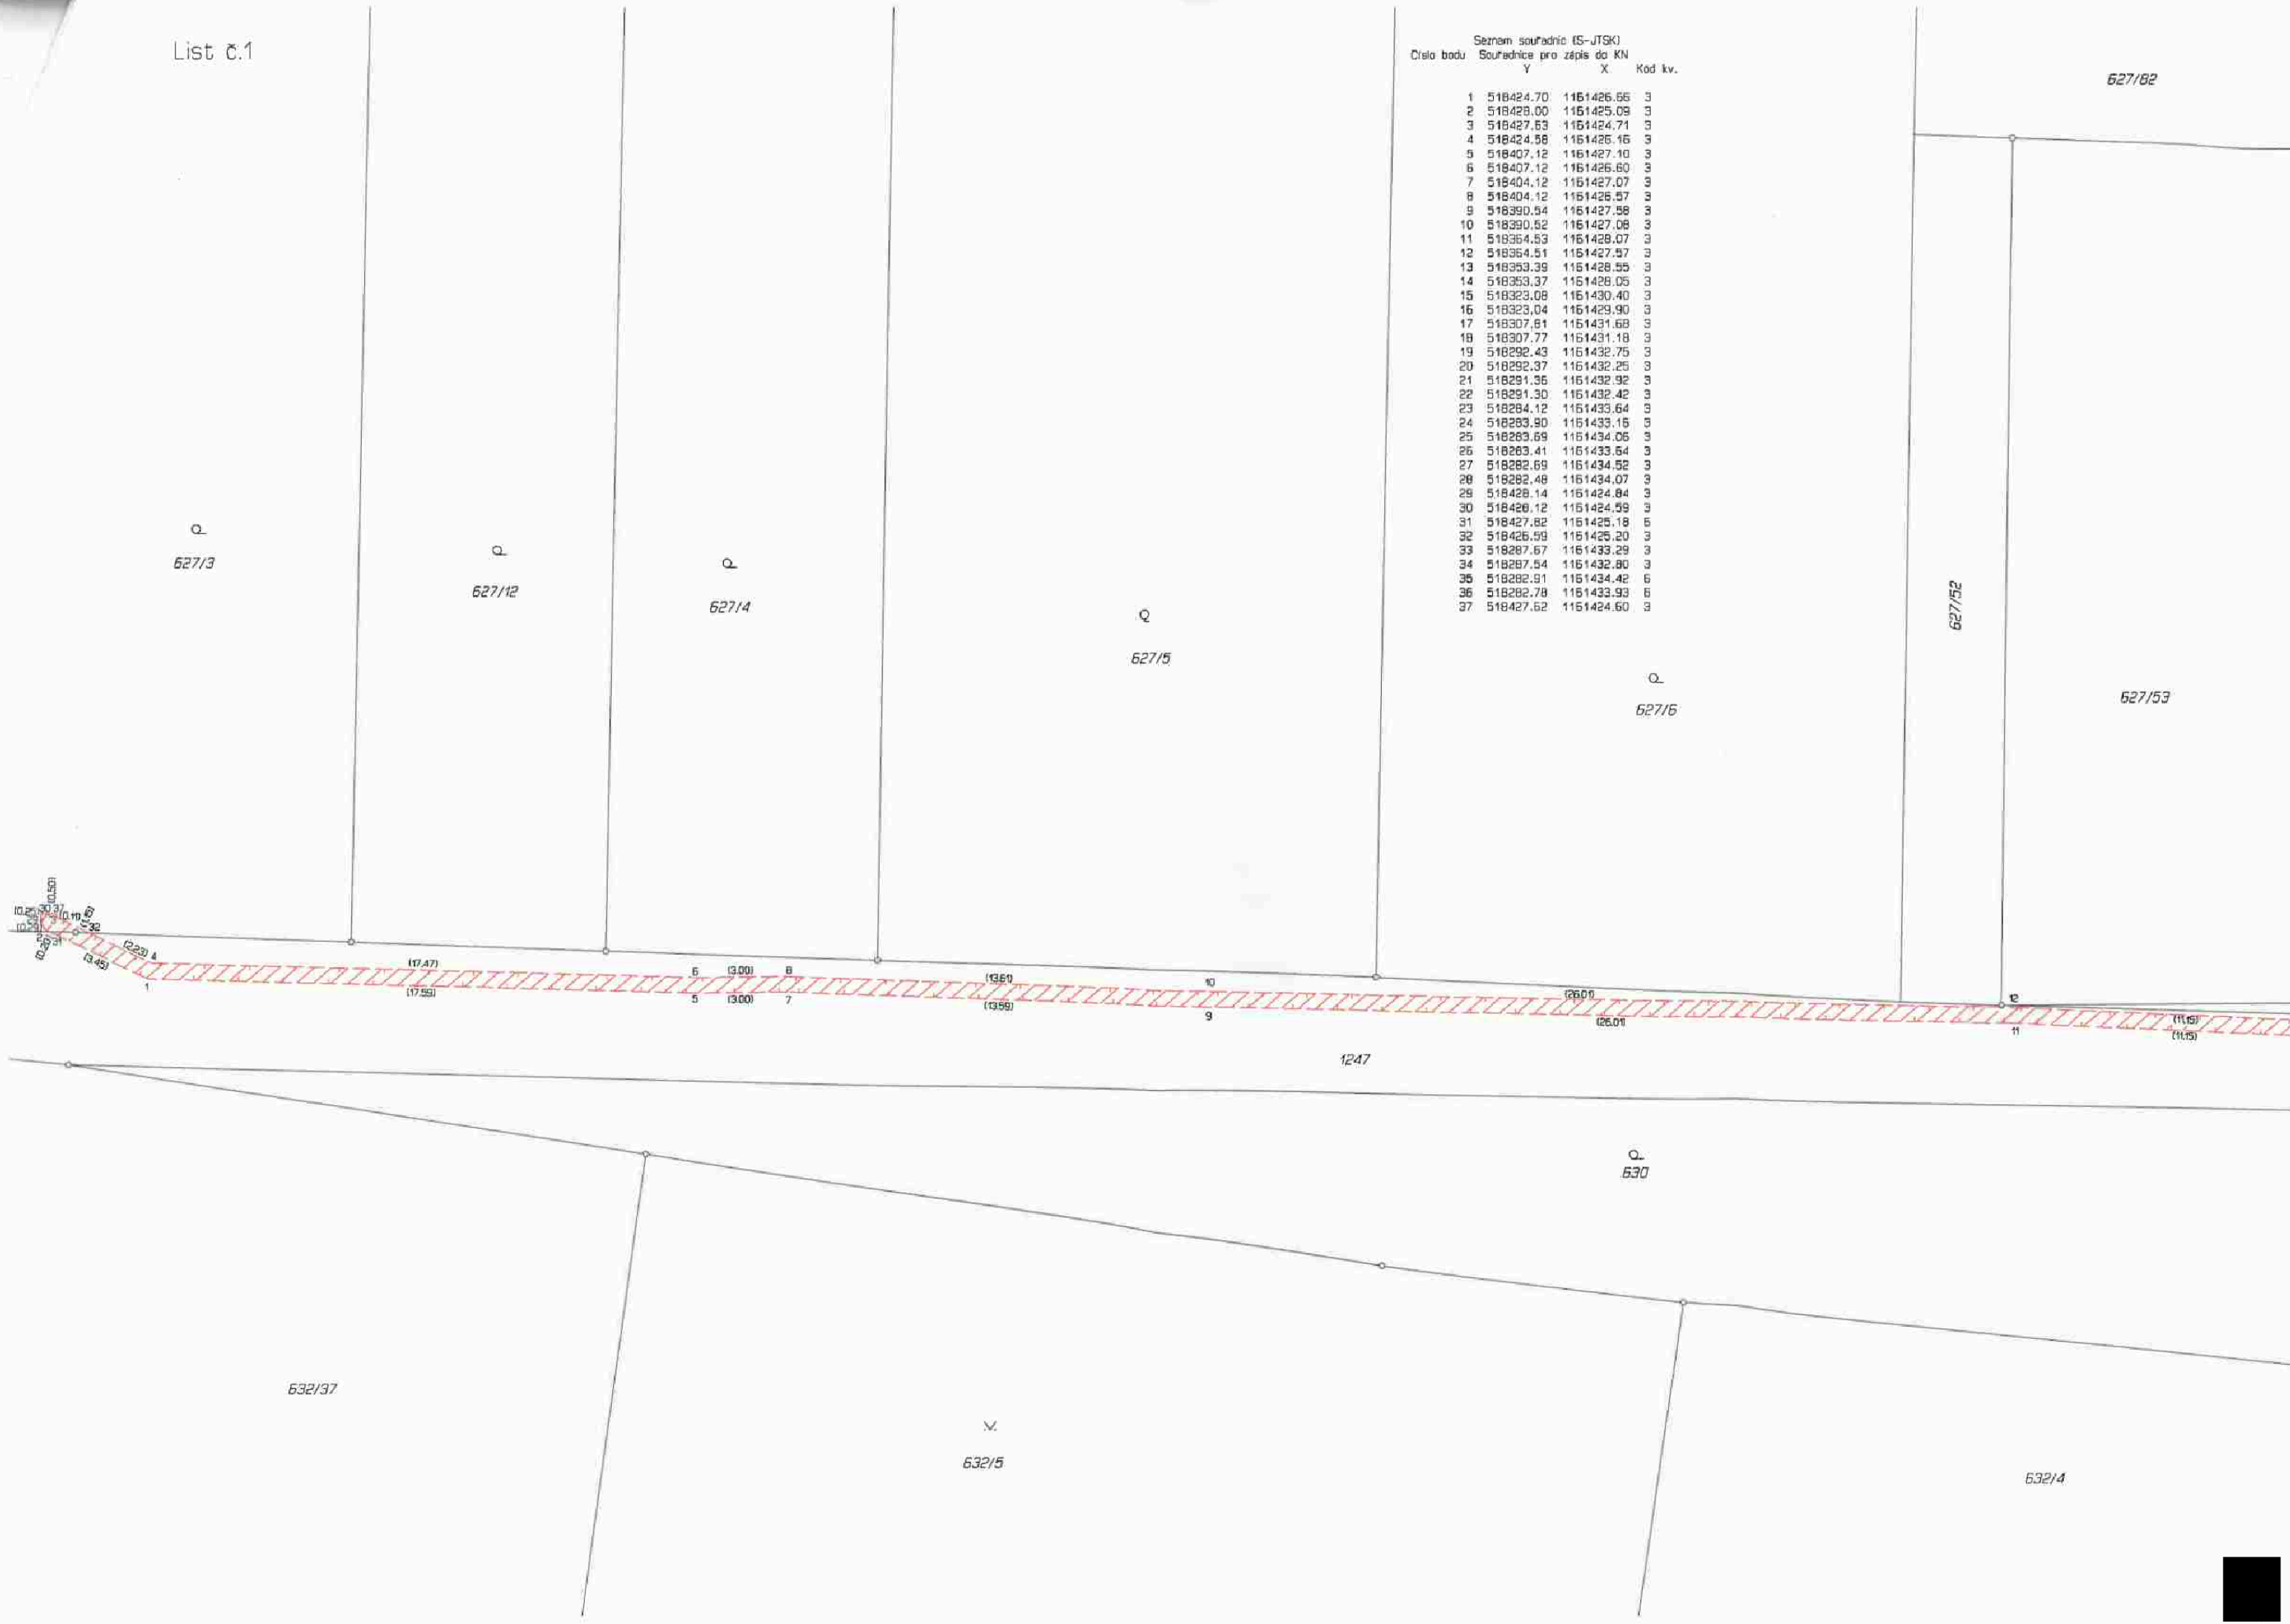 List č.1
Seznam souřadnic (S-JTSK)
Číslo bodu Souřadnice pro zápis do KN
Y X Kód kv.
1 518424.70 1161426.66 3
2 518428.00 1161425.09 3
3 518427.63 1161424.71 3
4 518424.58 1161426.16 3
5 518407.12 1161427.10 3
6 518407.12 1161426.60 3
7 518404.12 1161427.07 3
8 518404.12 1161426.57 3
9 518390.54 1161427.58 3
10 518390.52 1161427.08 3
11 518364.53 1161428.07 3
12 518364.51 1161427.57 3
13 518353.39 1161428.55 3
14 518353.37 1161428.05 3
15 518323.08 1161430.40 3
16 518323.04 1161429.90 3
17 518307.81 1161431.68 3
18 518307.77 1161431.18 3
19 518292.43 1161432.75 3
20 518292.37 1161432.25 3
21 518291.36 1161432.92 3
22 518291.30 1161432.42 3
23 518284.12 1161433.64 3
24 518283.90 1161433.16 3
25 518283.69 1161434.06 3
26 518283.41 1161433.64 3
27 518282.69 1161434.52 3
28 518282.48 1161434.07 3
29 518428.14 1161424.84 3
30 518428.12 1161424.59 3
31 518427.82 1161425.18 6
32 518426.59 1161425.20 3
33 518287.67 1161433.29 3
34 518287.54 1161432.80 3
35 518282.91 1161434.42 6
36 518282.78 1161433.93 6
37 518427.62 1161424.60 3
627/82
627/3
627/12
627/4
627/5
627/6
627/52
627/53
(0.50)
30 37
(0.11)
32
(2.23) 4
(3.45)
1
(17.47)
(17.59)
6 (3.00) 8
5 (3.00) 7
(13.61)
(13.59)
10
9
(26.01)
(26.01)
12
11
(11.15)
(11.15)
1247
630
632/37
632/5
632/4